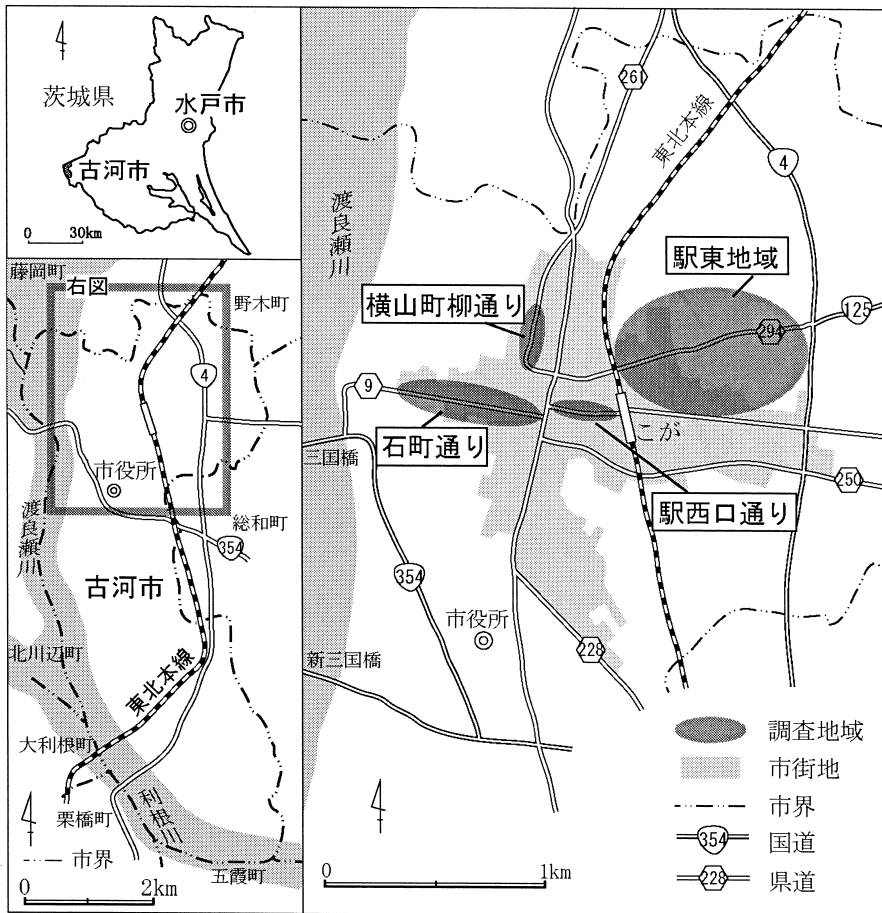 茨城県
水戸市
古河市
0 30km
藤岡町
右図
野木町
4
市役所
渡良瀬川
総和町
354
古河市
北川辺町
東北本線
大利根町
栗橋町
利根川
市界
五霞町
0 2km
261
東北本線
4
渡良瀬川
駅東地域
横山町柳通り
125
294
9
こが
三国橋
石町通り
250
駅西口通り
354
市役所
228
新三国橋
調査地域
市街地
市界
354 国道
228 県道
0 1km